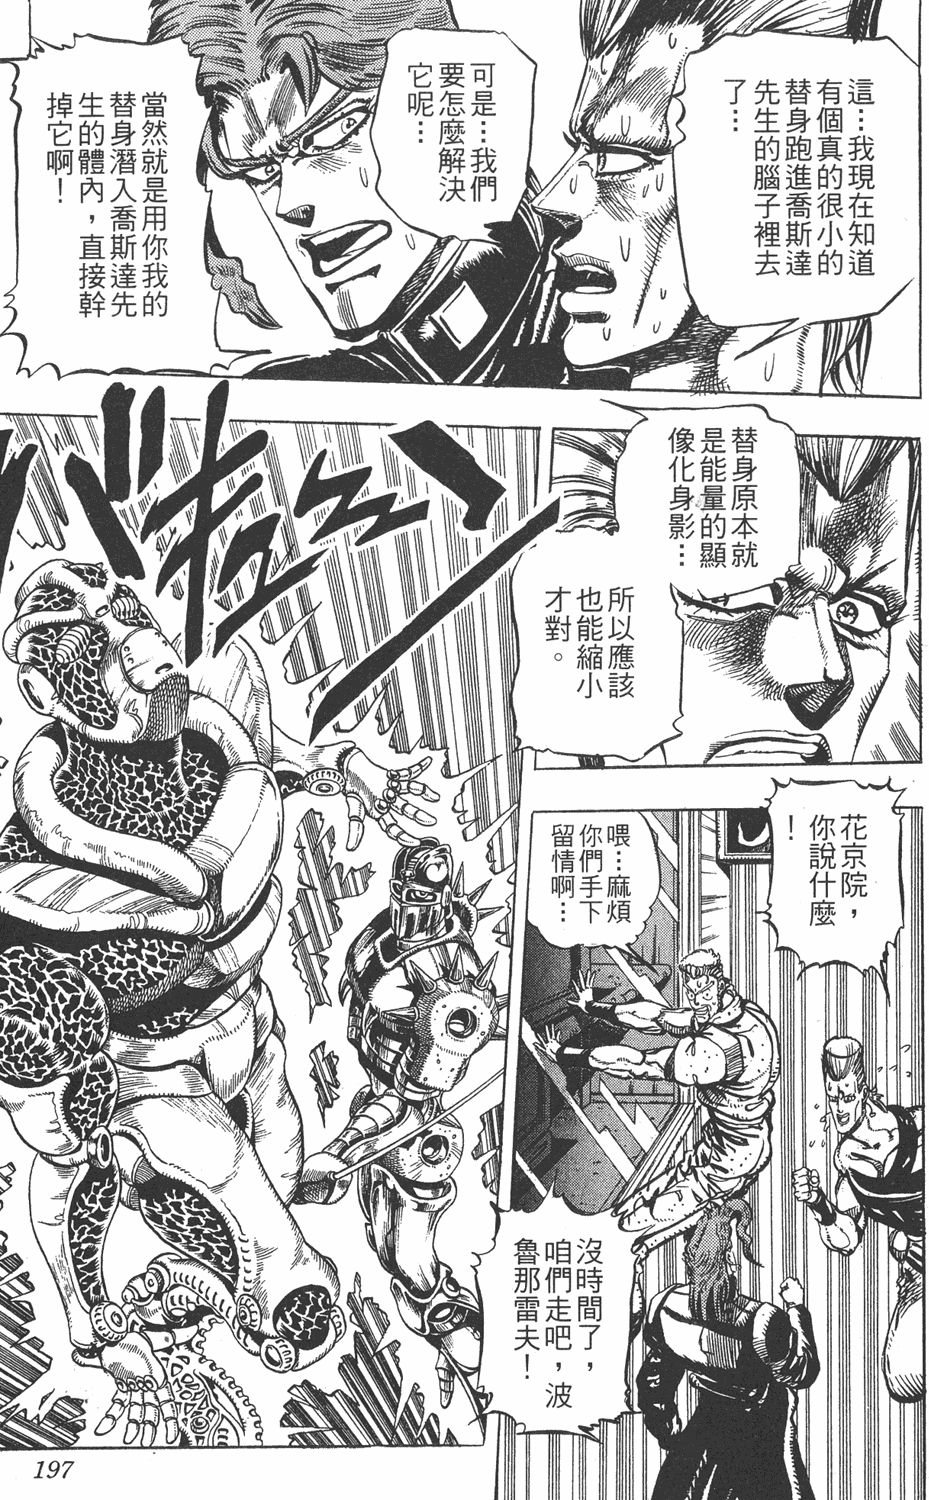 這…我現在知道
有個真的很小的
替身跑進喬斯達
先生的腦子裡去
了…
可是…我們
要怎麼解決
它呢…
當然就是用你我的
替身潛入喬斯達先
生的體內，直接幹
掉它啊！
替身原本就
是能量的顯
像化身影…
所以應該
也能縮小
才對。
バキューン
花京院，
你說什麼
！
喂…麻煩
你們手下
留情啊…
沒時間了，
咱們走吧，波
魯那雷夫！
197